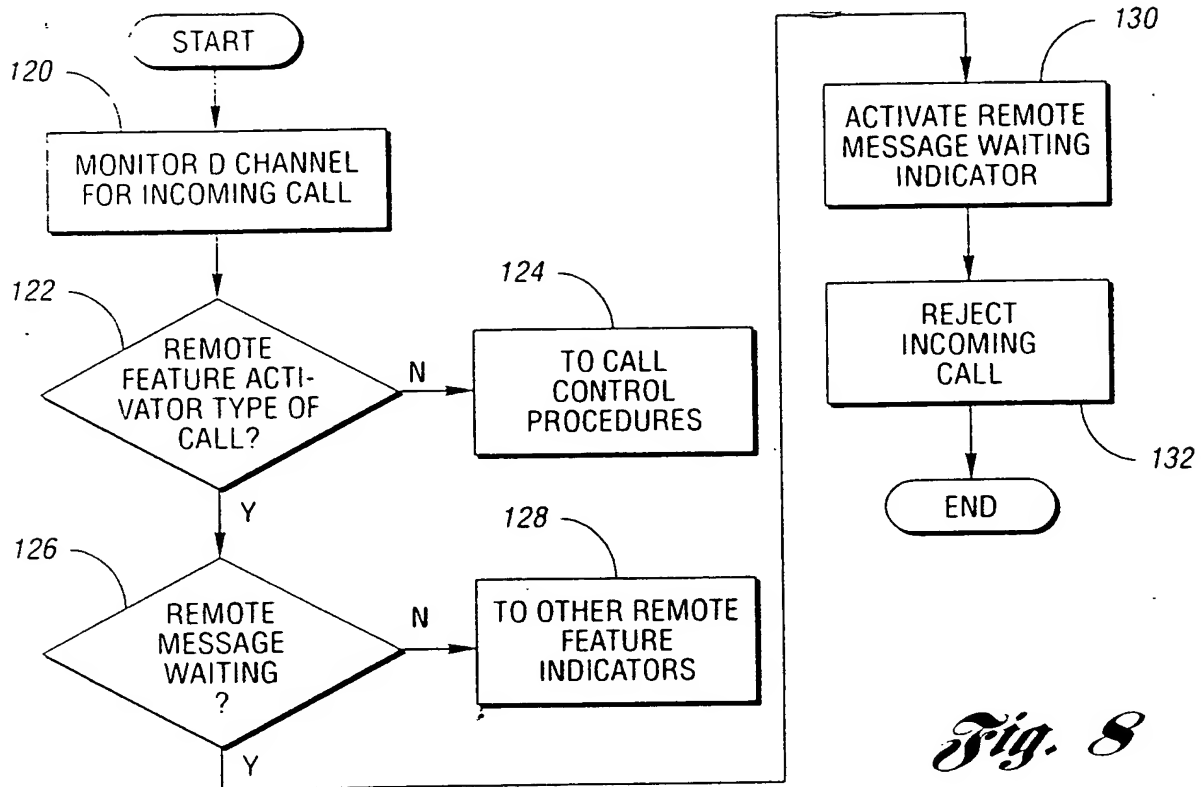 START
120
MONITOR D CHANNEL
FOR INCOMING CALL
122
REMOTE
FEATURE ACTI-
VATOR TYPE OF
CALL?
N
124
TO CALL
CONTROL
PROCEDURES
Y
126
REMOTE
MESSAGE
WAITING
?
N
128
TO OTHER REMOTE
FEATURE
INDICATORS
Y
130
ACTIVATE REMOTE
MESSAGE WAITING
INDICATOR
REJECT
INCOMING
CALL
132
END
Fig. 8